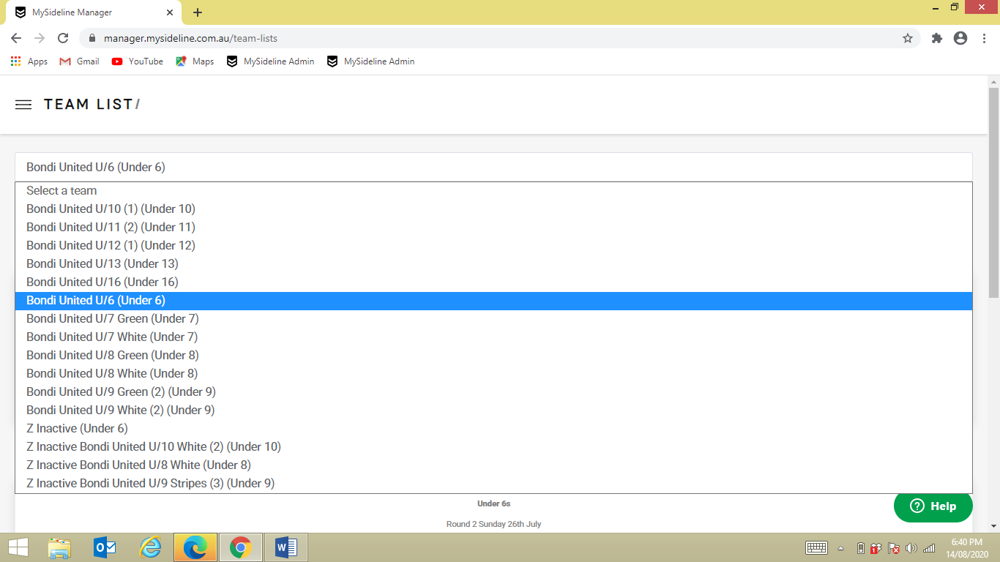 MySideline Manager
manager.mysideline.com.au/team-lists
Apps Gmail YouTube Maps MySideline Admin MySideline Admin
TEAM LIST/
Bondi United U/6 (Under 6)
Select a team
Bondi United U/10 (1) (Under 10)
Bondi United U/11 (2) (Under 11)
Bondi United U/12 (1) (Under 12)
Bondi United U/13 (Under 13)
Bondi United U/16 (Under 16)
Bondi United U/6 (Under 6)
Bondi United U/7 Green (Under 7)
Bondi United U/7 White (Under 7)
Bondi United U/8 Green (Under 8)
Bondi United U/8 White (Under 8)
Bondi United U/9 Green (2) (Under 9)
Bondi United U/9 White (2) (Under 9)
Z Inactive (Under 6)
Z Inactive Bondi United U/10 White (2) (Under 10)
Z Inactive Bondi United U/8 White (Under 8)
Z Inactive Bondi United U/9 Stripes (3) (Under 9)
Under 6s
Help
Round 2 Sunday 26th July
6:40 PM
14/08/2020